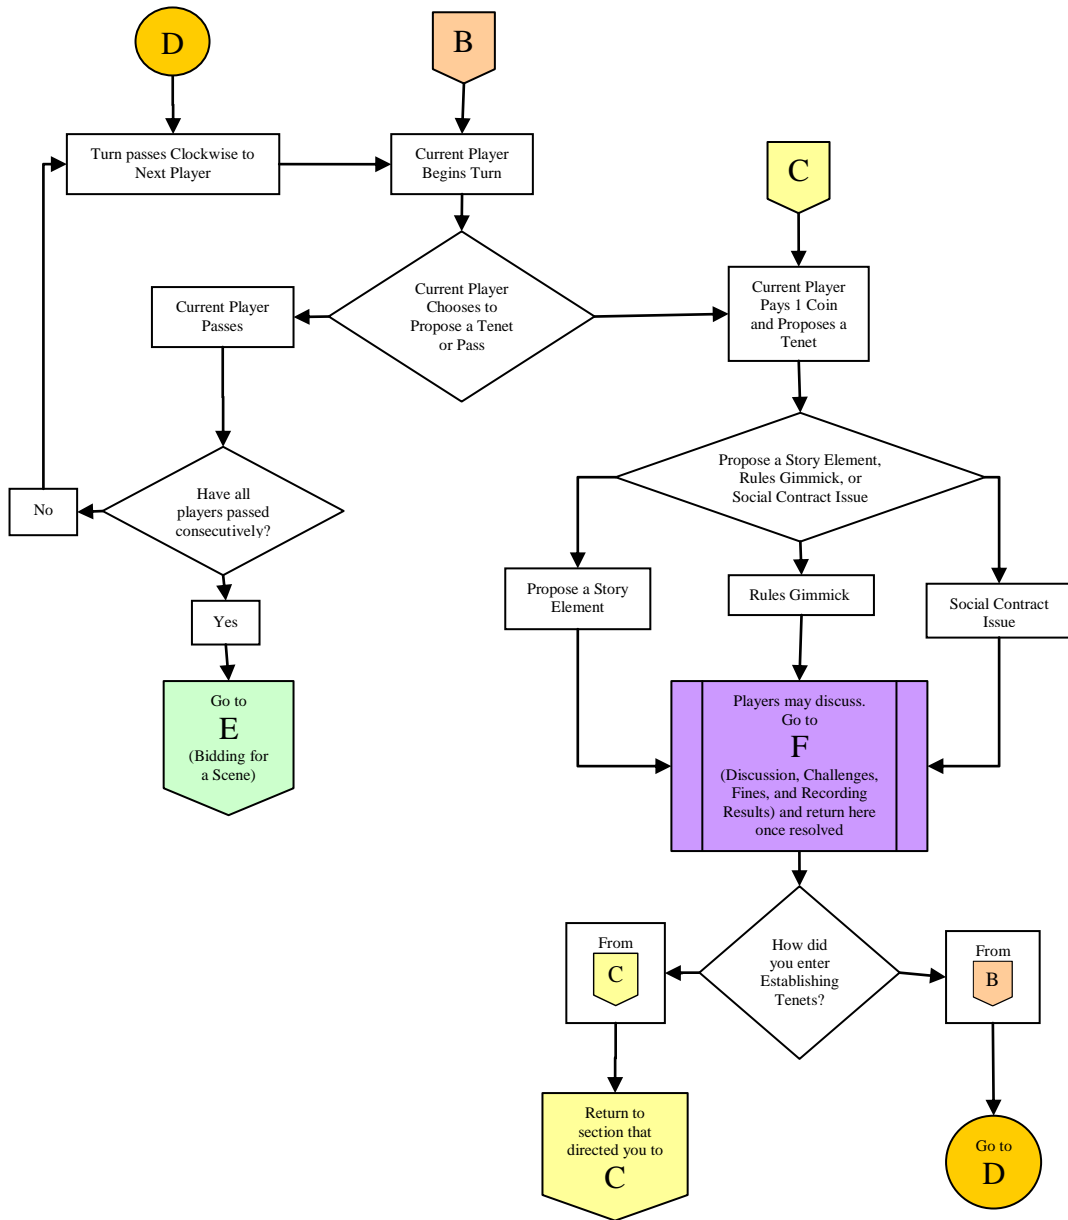 D
B
Turn passes Clockwise to
Next Player
Current Player
Begins Turn
C
Current Player
Chooses to
Propose a Tenet
or Pass
Current Player
Passes
Current Player
Pays 1 Coin
and Proposes a
Tenet
Propose a Story Element,
Rules Gimmick, or
Social Contract Issue
Have all
players passed
consecutively?
No
Yes
Propose a Story
Element
Rules Gimmick
Social Contract
Issue
Go to
E
(Bidding for
a Scene)
Players may discuss.
Go to
F
(Discussion, Challenges,
Fines, and Recording
Results) and return here
once resolved
How did
you enter
Establishing
Tenets?
From
C
From
B
Return to
section that
directed you to
C
Go to
D